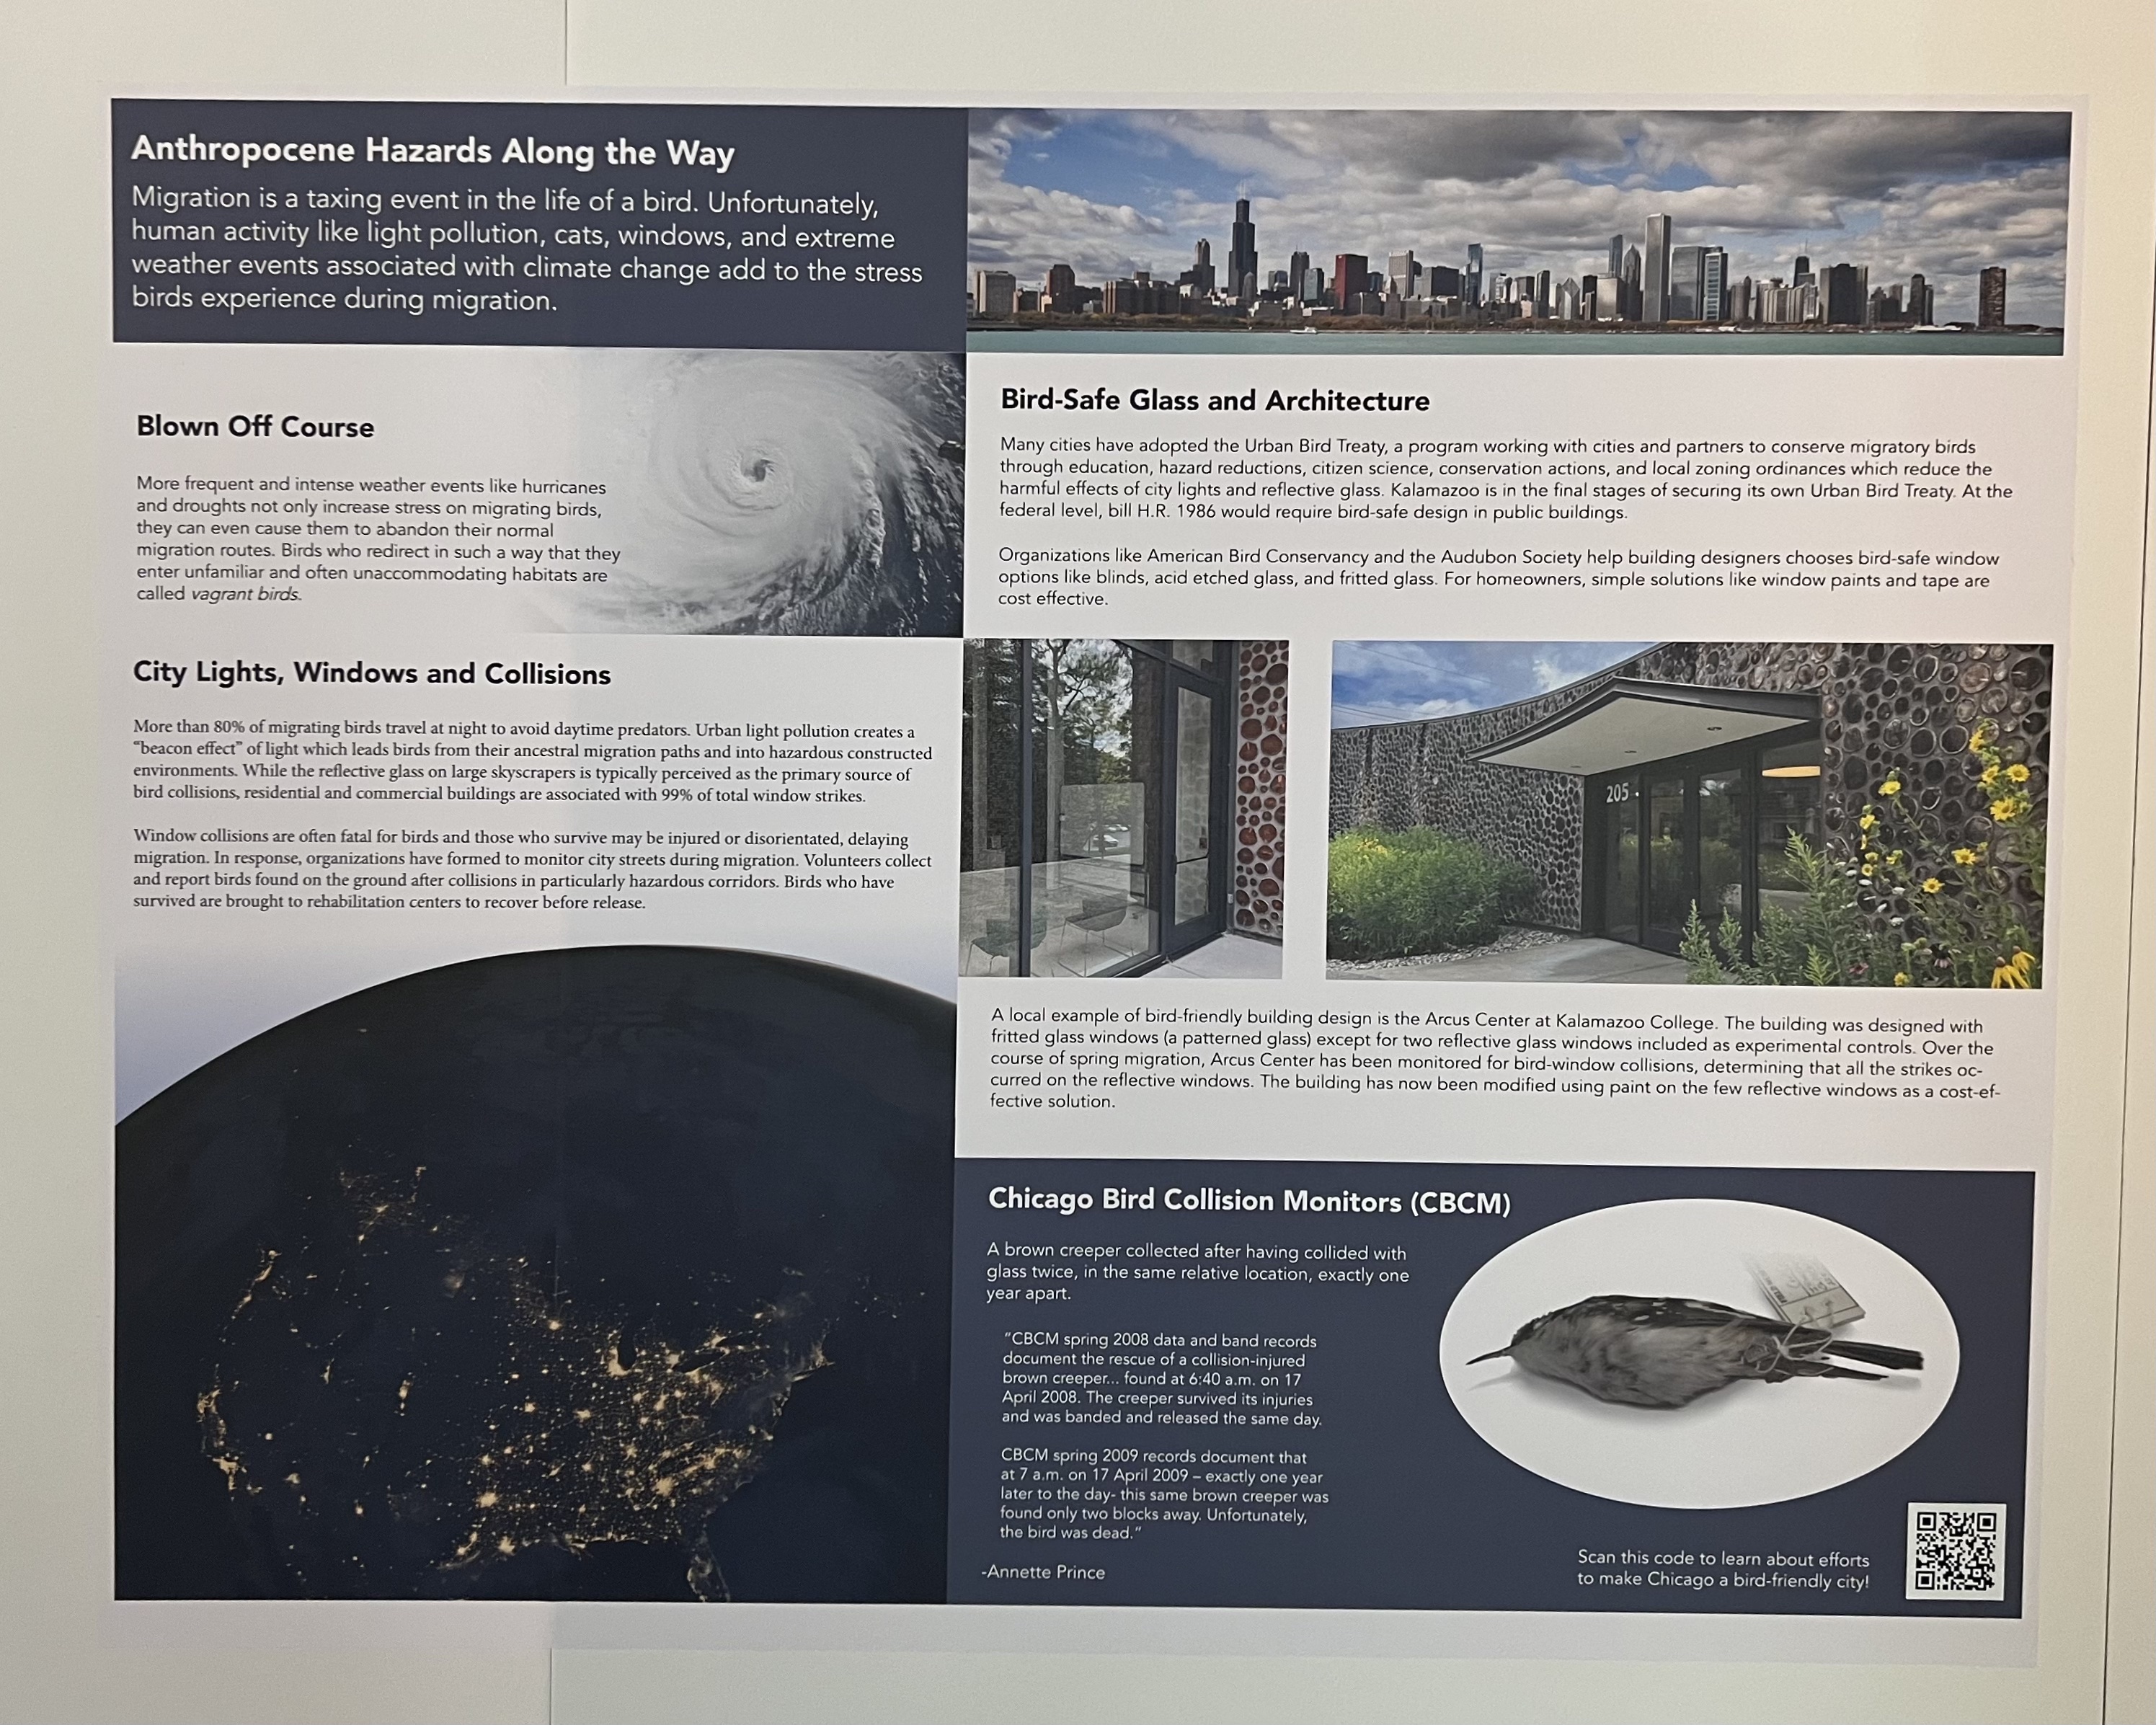 Anthropocene Hazards Along the Way
Migration is a taxing event in the life of a bird. Unfortunately,
human activity like light pollution, cats, windows, and extreme
weather events associated with climate change add to the stress
birds experience during migration.
Blown Off Course
More frequent and intense weather events like hurricanes
and droughts not only increase stress on migrating birds,
they can even cause them to abandon their normal
migration routes. Birds who redirect in such a way that they
enter unfamiliar and often unaccommodating habitats are
called vagrant birds.
City Lights, Windows and Collisions
More than 80% of migrating birds travel at night to avoid daytime predators. Urban light pollution creates a
“beacon effect” of light which leads birds from their ancestral migration paths and into hazardous constructed
environments. While the reflective glass on large skyscrapers is typically perceived as the primary source of
bird collisions, residential and commercial buildings are associated with 99% of total window strikes.
Window collisions are often fatal for birds and those who survive may be injured or disorientated, delaying
migration. In response, organizations have formed to monitor city streets during migration. Volunteers collect
and report birds found on the ground after collisions in particularly hazardous corridors. Birds who have
survived are brought to rehabilitation centers to recover before release.
Bird-Safe Glass and Architecture
Many cities have adopted the Urban Bird Treaty, a program working with cities and partners to conserve migratory birds
through education, hazard reductions, citizen science, conservation actions, and local zoning ordinances which reduce the
harmful effects of city lights and reflective glass. Kalamazoo is in the final stages of securing its own Urban Bird Treaty. At the
federal level, bill H.R. 1986 would require bird-safe design in public buildings.
Organizations like American Bird Conservancy and the Audubon Society help building designers chooses bird-safe window
options like blinds, acid etched glass, and fritted glass. For homeowners, simple solutions like window paints and tape are
cost effective.
205
A local example of bird-friendly building design is the Arcus Center at Kalamazoo College. The building was designed with
fritted glass windows (a patterned glass) except for two reflective glass windows included as experimental controls. Over the
course of spring migration, Arcus Center has been monitored for bird-window collisions, determining that all the strikes oc-
curred on the reflective windows. The building has now been modified using paint on the few reflective windows as a cost-ef-
fective solution.
Chicago Bird Collision Monitors (CBCM)
A brown creeper collected after having collided with
glass twice, in the same relative location, exactly one
year apart.
“CBCM spring 2008 data and band records
document the rescue of a collision-injured
brown creeper... found at 6:40 a.m. on 17
April 2008. The creeper survived its injuries
and was banded and released the same day.
CBCM spring 2009 records document that
at 7 a.m. on 17 April 2009 – exactly one year
later to the day- this same brown creeper was
found only two blocks away. Unfortunately,
the bird was dead.”
-Annette Prince
Scan this code to learn about efforts
to make Chicago a bird-friendly city!